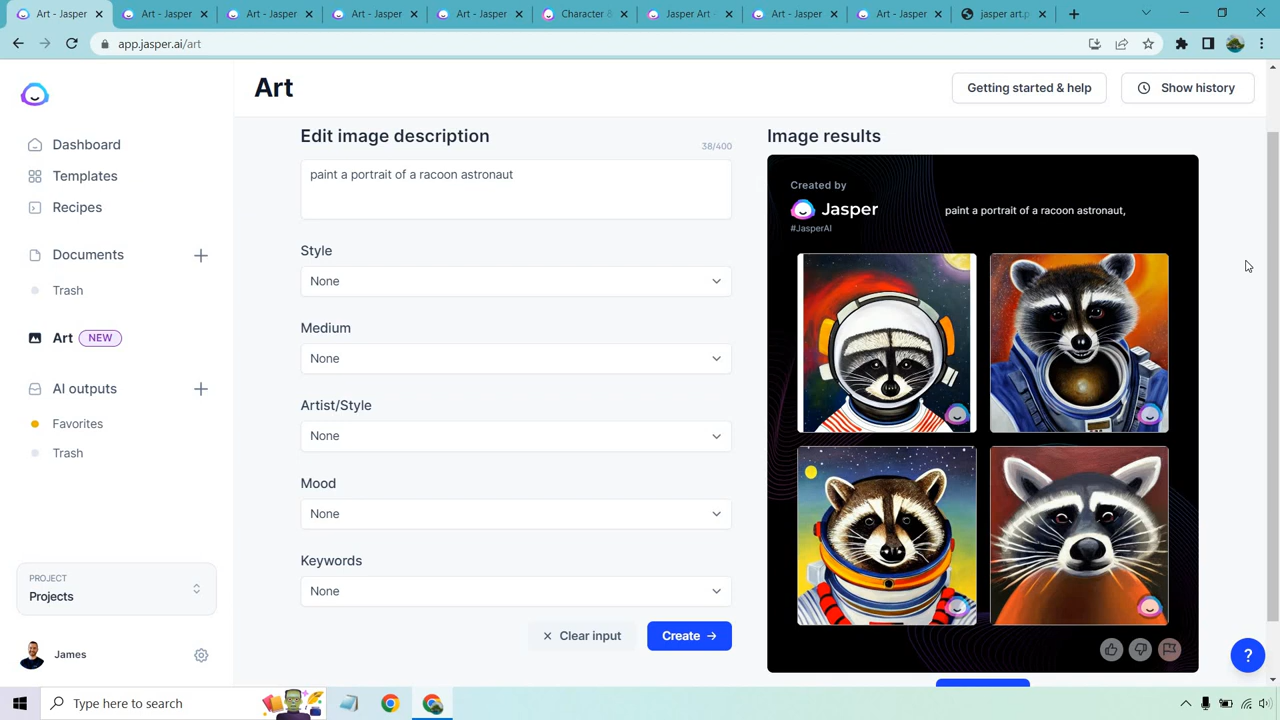 Art - Ja
Art - Jasper
Art - Jasper
Art - Jasper
Character &
Jasper Art -
Art - Jasper
Art - Jasper
jasper art.p
app.jasper.ai/art
Art
Getting started & help
Show history
Dashboard
Templates
Recipes
Documents
Trash
Art NEW
AI outputs
Favorites
Trash
PROJECT
Projects
James
Edit image description
38/400
paint a portrait of a racoon astronaut
Style
None
Medium
None
Artist/Style
None
Mood
None
Keywords
None
Clear input
Create
Image results
Created by
Jasper
#JasperAI
paint a portrait of a racoon astronaut,
?
Type here to search